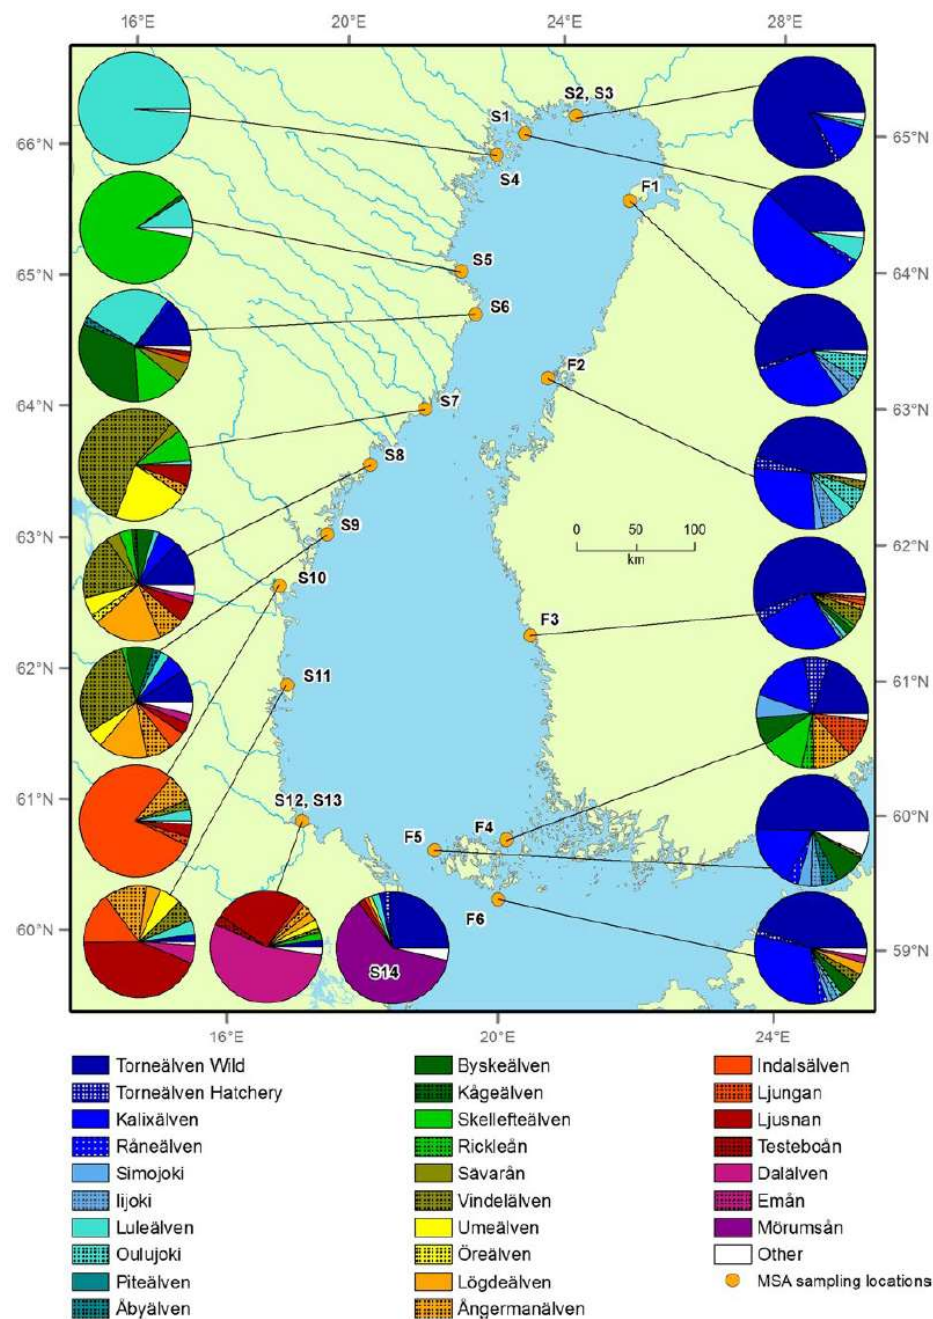 16°E 20°E 24°E 28°E
S2, S3
S1
66°N 65°N
S4
F1
S5
65°N 64°N
S6
F2
64°N S7 63°N
S8
S9
63°N 0 50 100 62°N
km
S10
F3
62°N S11 61°N
61°N S12, S13 60°N
F5 F4
F6
60°N S14 59°N
16°E 20°E 24°E
Torneälven Wild
Torneälven Hatchery
Kalixälven
Råneälven
Simojoki
Iijoki
Luleälven
Oulujoki
Piteälven
Åbyälven
Byskeälven
Kågeälven
Skellefteälven
Rickleån
Sävarån
Vindelälven
Umeälven
Öreälven
Lögdeälven
Ångermanälven
Indalsälven
Ljungan
Ljusnan
Testeboån
Dalälven
Emån
Mörumsån
Other
MSA sampling locations